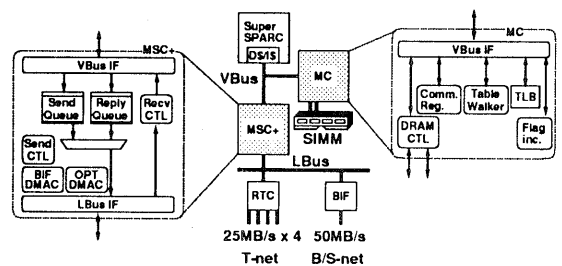 MSC+
VBus IF
Send
Queue
Reply
Queue
Recv
CTL
Send
CTL
BIF
DMAC
OPT
DMAC
LBus IF
Super
SPARC
D$/I$
VBus
MC
MSC+
SIMM
LBus
RTC
BIF
25MB/s x 4
50MB/s
T-net
B/S-net
MC
VBus IF
Comm.
Reg.
Table
Walker
TLB
DRAM
CTL
Flag
inc.